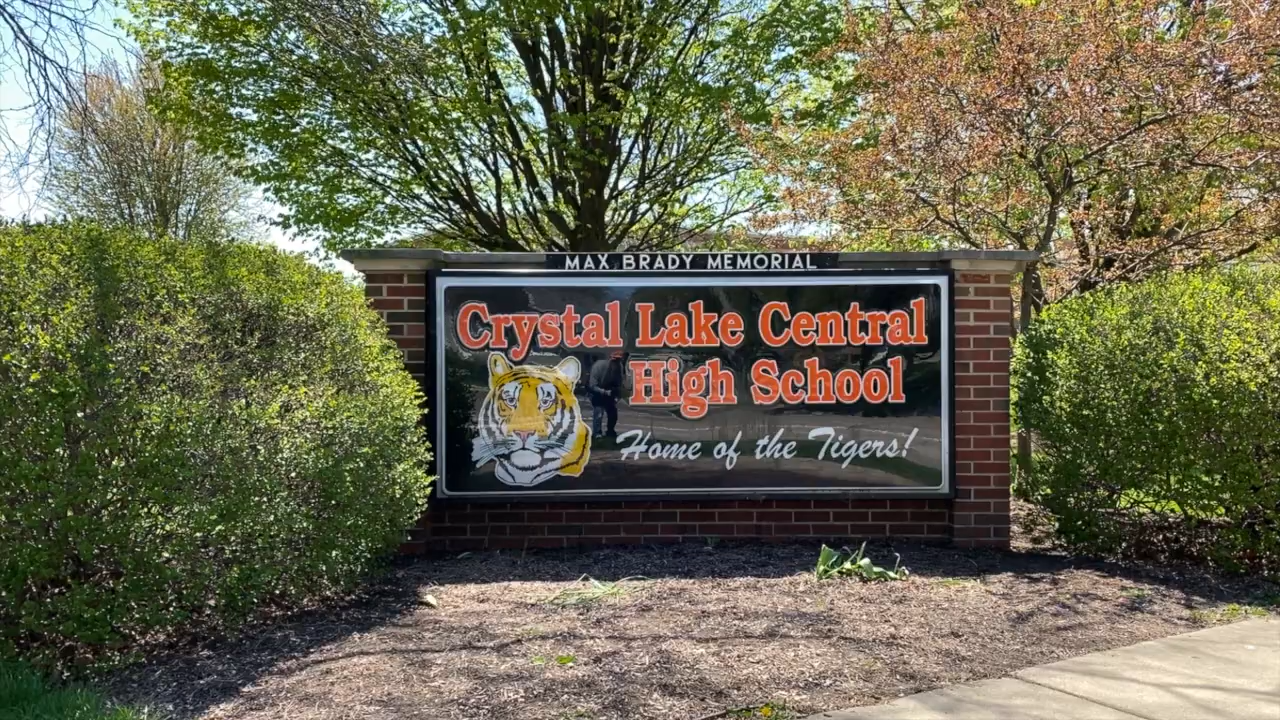 MAX BRADY MEMORIAL
Crystal Lake Central
High School
Home of the Tigers!